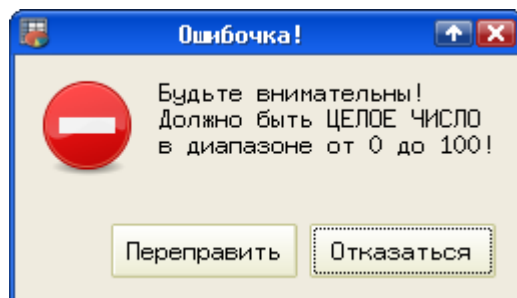 Ошибочка!
Будьте внимательны!
Должно быть ЦЕЛОЕ ЧИСЛО
в диапазоне от 0 до 100!
Переправить Отказаться